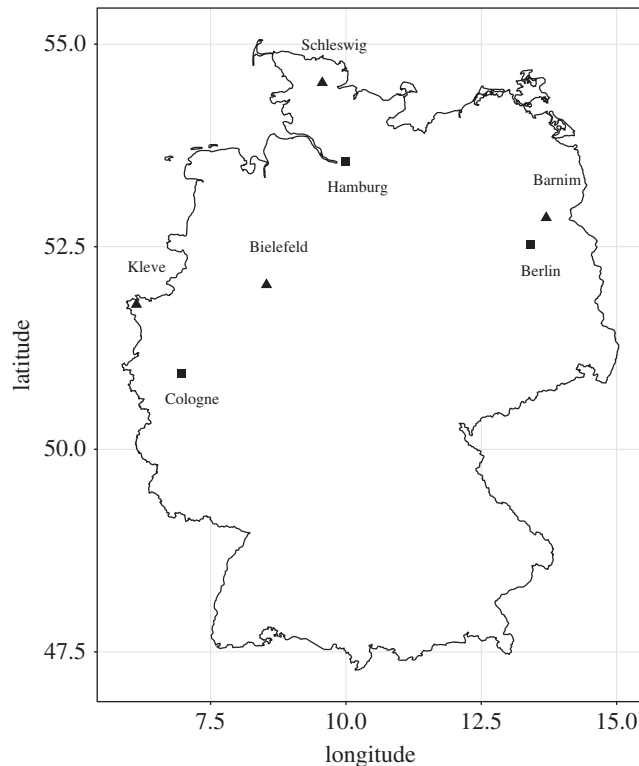 55.0
Schleswig
Hamburg
Barnim
52.5
Kleve
Bielefeld
Berlin
latitude
Cologne
50.0
47.5
7.5 10.0 12.5 15.0
longitude